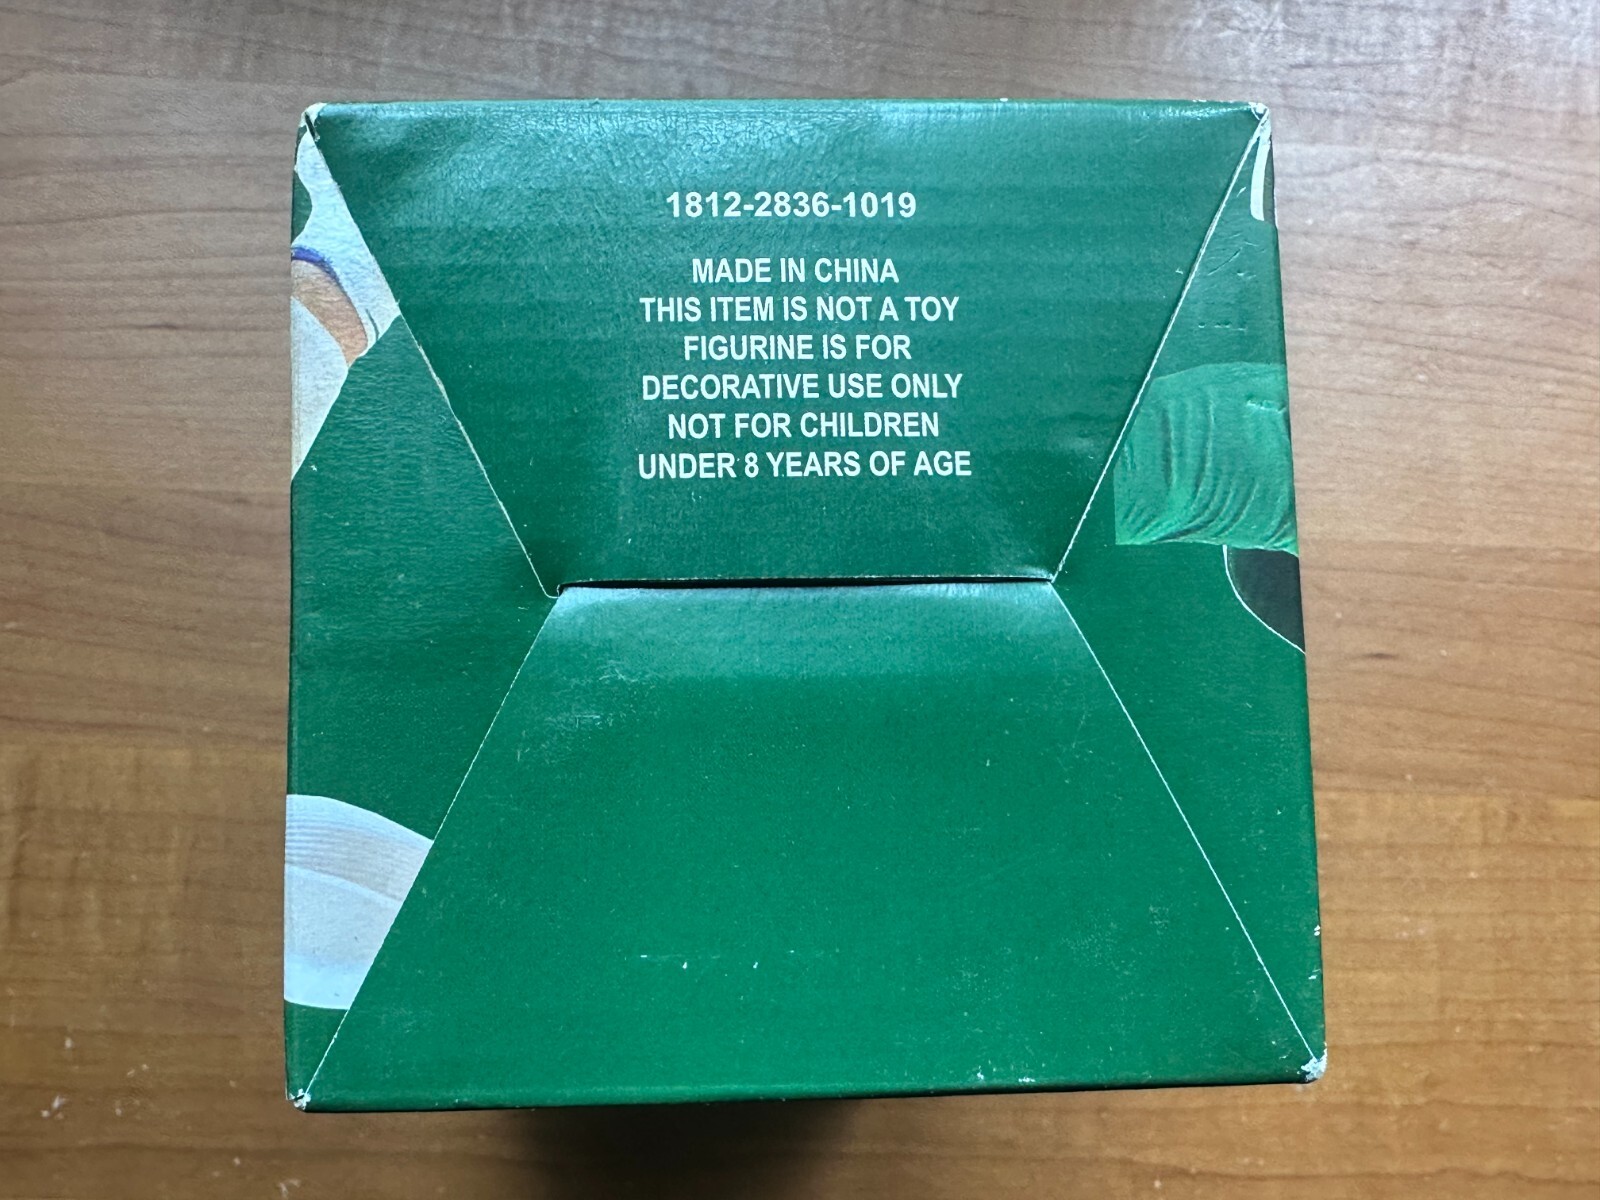 1812-2836-1019
MADE IN CHINA
THIS ITEM IS NOT A TOY
FIGURINE IS FOR
DECORATIVE USE ONLY
NOT FOR CHILDREN
UNDER 8 YEARS OF AGE